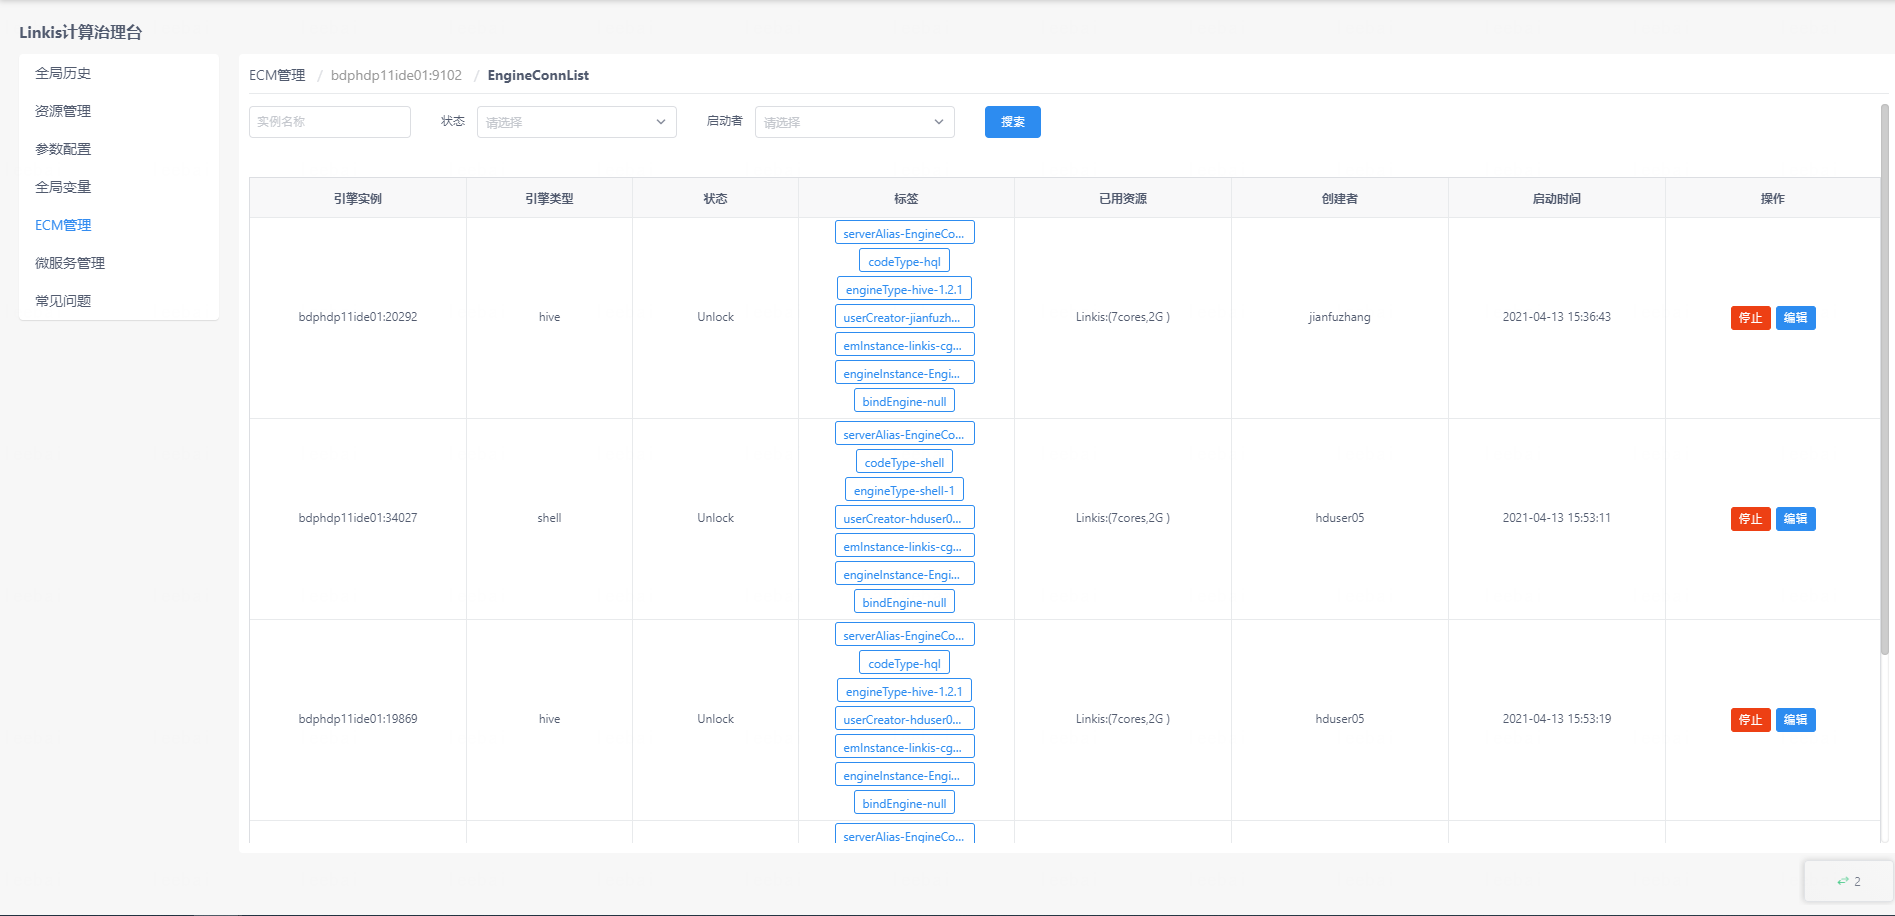 Linkis计算治理台
全局历史
资源管理
参数配置
全局变量
ECM管理
微服务管理
常见问题
ECM管理 / bdphdp11ide01:9102 / EngineConnList
实例名称 状态 请选择 启动者 请选择 搜索
引擎实例 引擎类型 状态 标签 已用资源 创建者 启动时间 操作
serverAlias-EngineCo...
codeType-hql
engineType-hive-1.2.1
bdphdp11ide01:20292 hive Unlock userCreator-jianfuzh... Linkis:(7cores,2G ) jianfuzhang 2021-04-13 15:36:43 停止 编辑
emInstance-linkis-cg...
engineInstance-Engi...
bindEngine-null
serverAlias-EngineCo...
codeType-shell
engineType-shell-1
bdphdp11ide01:34027 shell Unlock userCreator-hduser0... Linkis:(7cores,2G ) hduser05 2021-04-13 15:53:11 停止 编辑
emInstance-linkis-cg...
engineInstance-Engi...
bindEngine-null
serverAlias-EngineCo...
codeType-hql
engineType-hive-1.2.1
bdphdp11ide01:19869 hive Unlock userCreator-hduser0... Linkis:(7cores,2G ) hduser05 2021-04-13 15:53:19 停止 编辑
emInstance-linkis-cg...
engineInstance-Engi...
bindEngine-null
serverAlias-EngineCo...
2